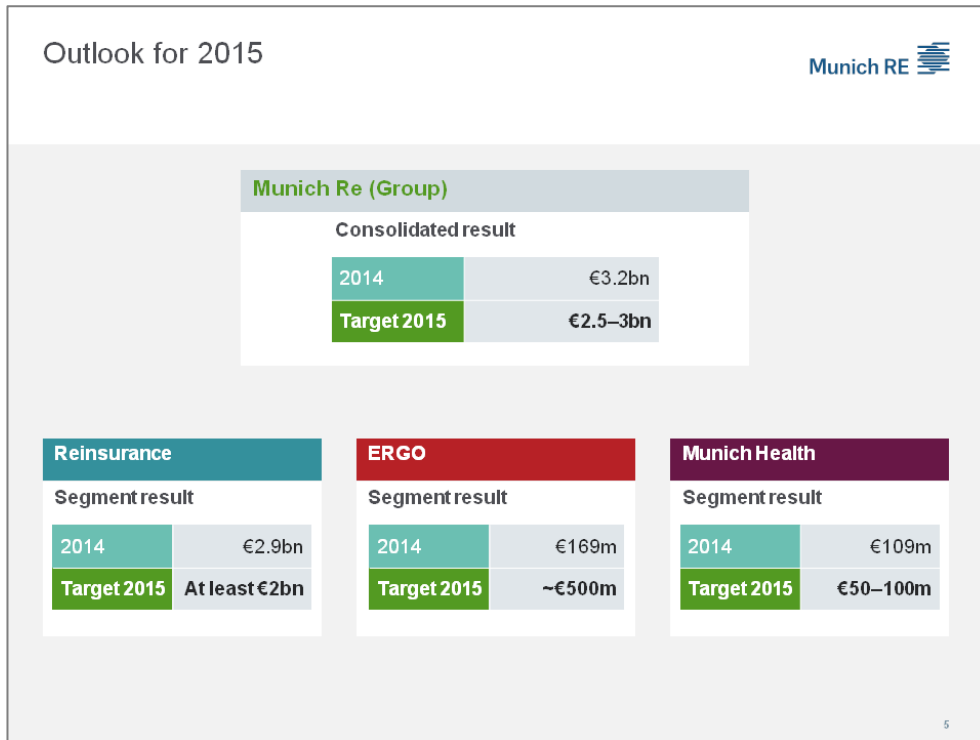 Outlook for 2015
Munich RE
Munich Re (Group)
Consolidated result
2014 €3.2bn
Target 2015 €2.5–3bn
Reinsurance
Segment result
2014 €2.9bn
Target 2015 At least €2bn
ERGO
Segment result
2014 €169m
Target 2015 ~€500m
Munich Health
Segment result
2014 €109m
Target 2015 €50–100m
5